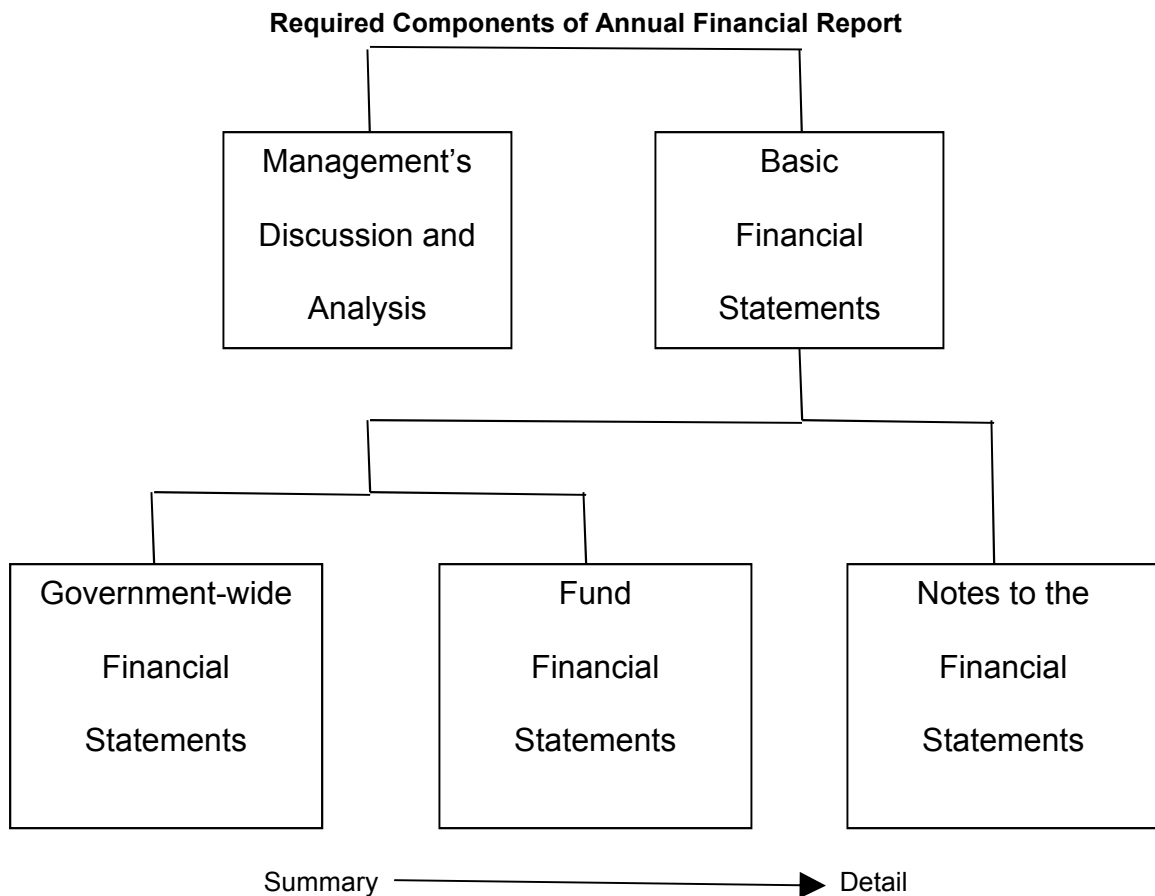 Required Components of Annual Financial Report
Management’s
Discussion and
Analysis
Basic
Financial
Statements
Government-wide
Financial
Statements
Fund
Financial
Statements
Notes to the
Financial
Statements
Summary
Detail